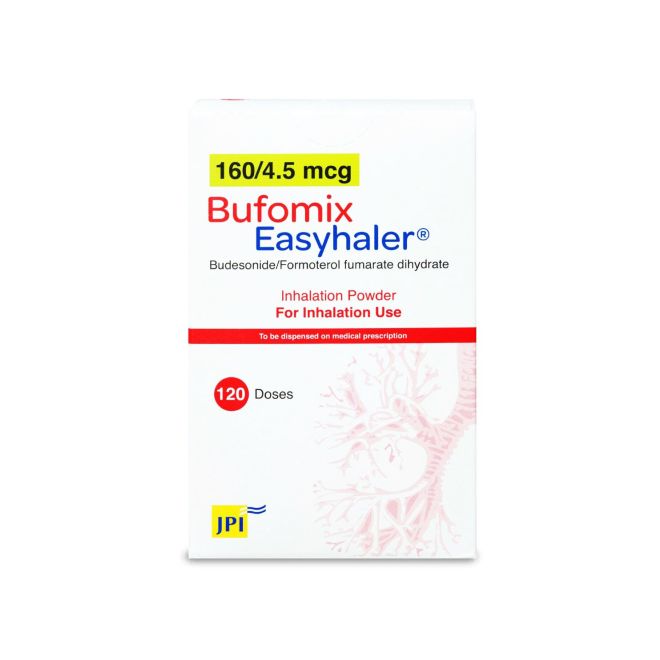 160/4.5 mcg
Bufomix
Easyhaler®
Budesonide/Formoterol fumarate dihydrate
Inhalation Powder
For Inhalation Use
To be dispensed on medical prescription
120 Doses
JPI